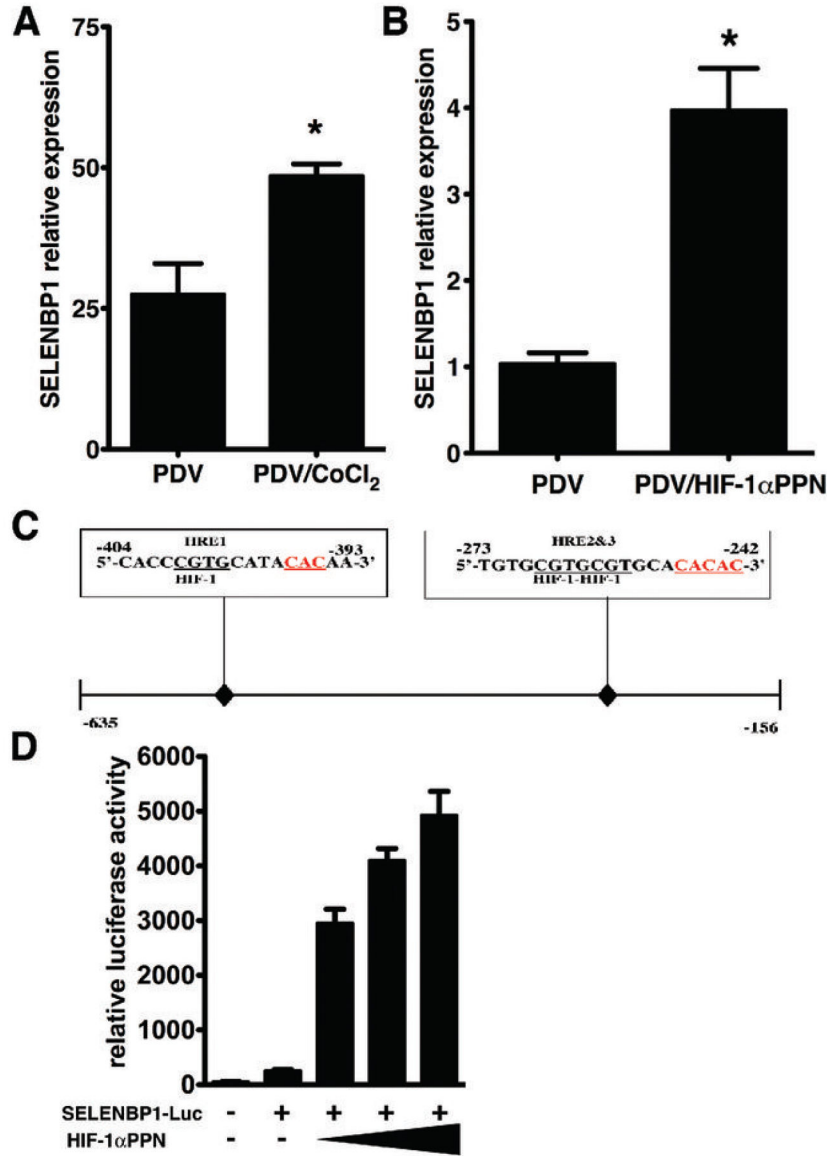 A
SELENBP1 relative expression
75
50
25
0
*
PDV
PDV/CoCl₂
B
SELENBP1 relative expression
5
4
3
2
1
0
*
PDV
PDV/HIF-1αPPN
C
HRE1
-404
-393
5'-CACCCGTGCATACACAA-3'
HIF-1
HRE2&3
-273
-242
5'-TGTGCGTGCGTGCACACAC-3'
HIF-1-HIF-1
-635
-156
D
relative luciferase activity
6000
5000
4000
3000
2000
1000
0
SELENBP1-Luc - + + + +
HIF-1αPPN - -